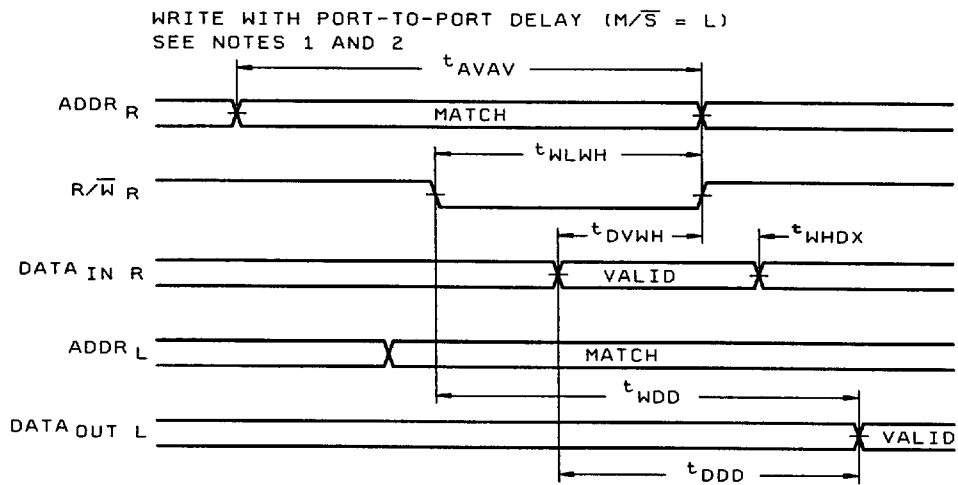 WRITE WITH PORT-TO-PORT DELAY (M/S̅ = L)
SEE NOTES 1 AND 2
tAVAV
ADDR R
MATCH
tWLWH
R/W̅ R
tDVWH
tWHDX
DATA IN R
VALID
ADDR L
MATCH
tWDD
DATA OUT L
VALID
tDDD